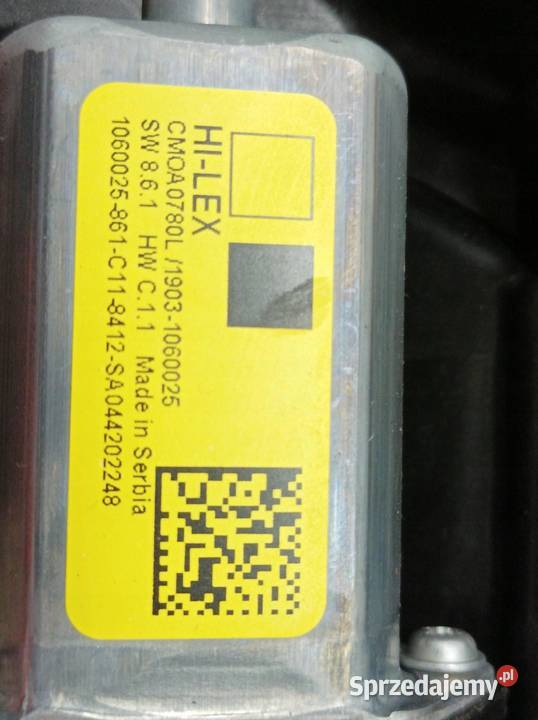 HI-LEX
CMOA0780L /1903-1060025
SW 8.6.1 HW C.1.1 Made in Serbia
1060025-861-C11-8412-SA044202248
Sprzedajemy.pl